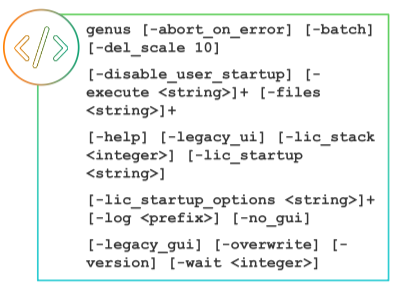 genus [-abort_on_error] [-batch]
[-del_scale 10]
[-disable_user_startup] [-
execute <string>]+ [-files
<string>]+
[-help] [-legacy_ui] [-lic_stack
<integer>] [-lic_startup
<string>]
[-lic_startup_options <string>]+
[-log <prefix>] [-no_gui]
[-legacy_gui] [-overwrite] [-
version] [-wait <integer>]